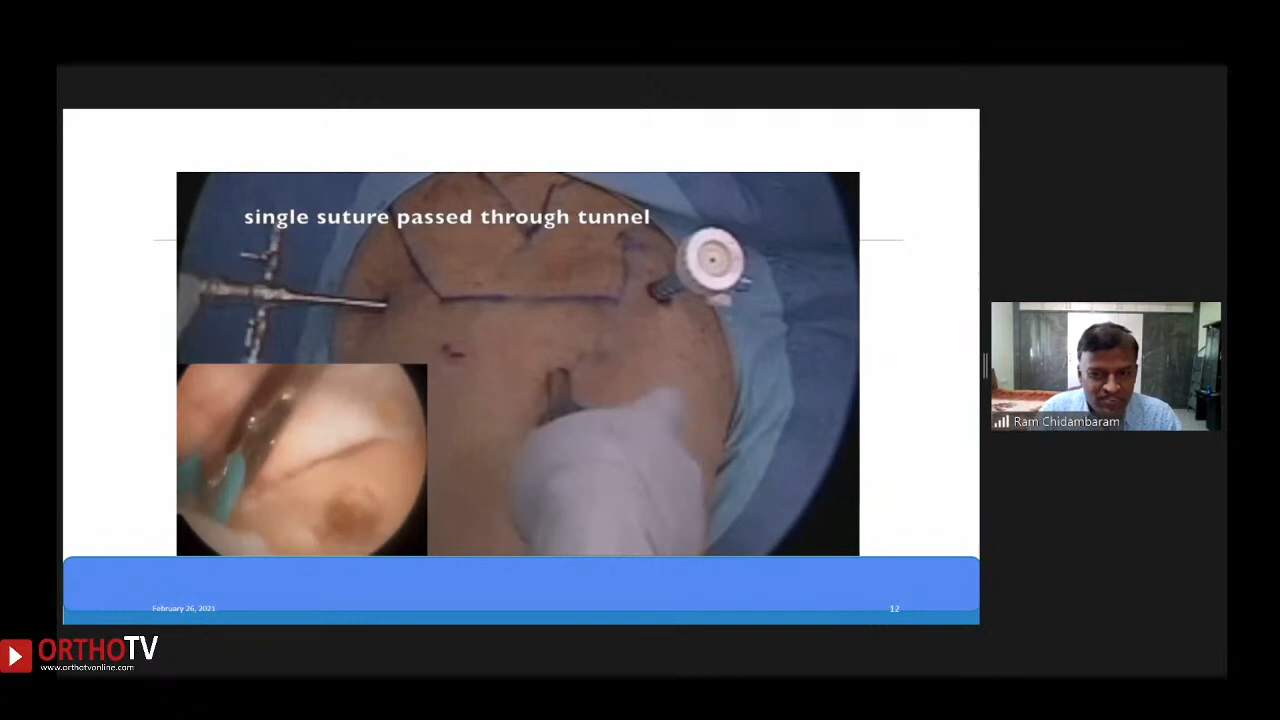 single suture passed through tunnel
Ram Chidambaram
February 26, 2021
12
ORTHOTV
www.orthotvonline.com